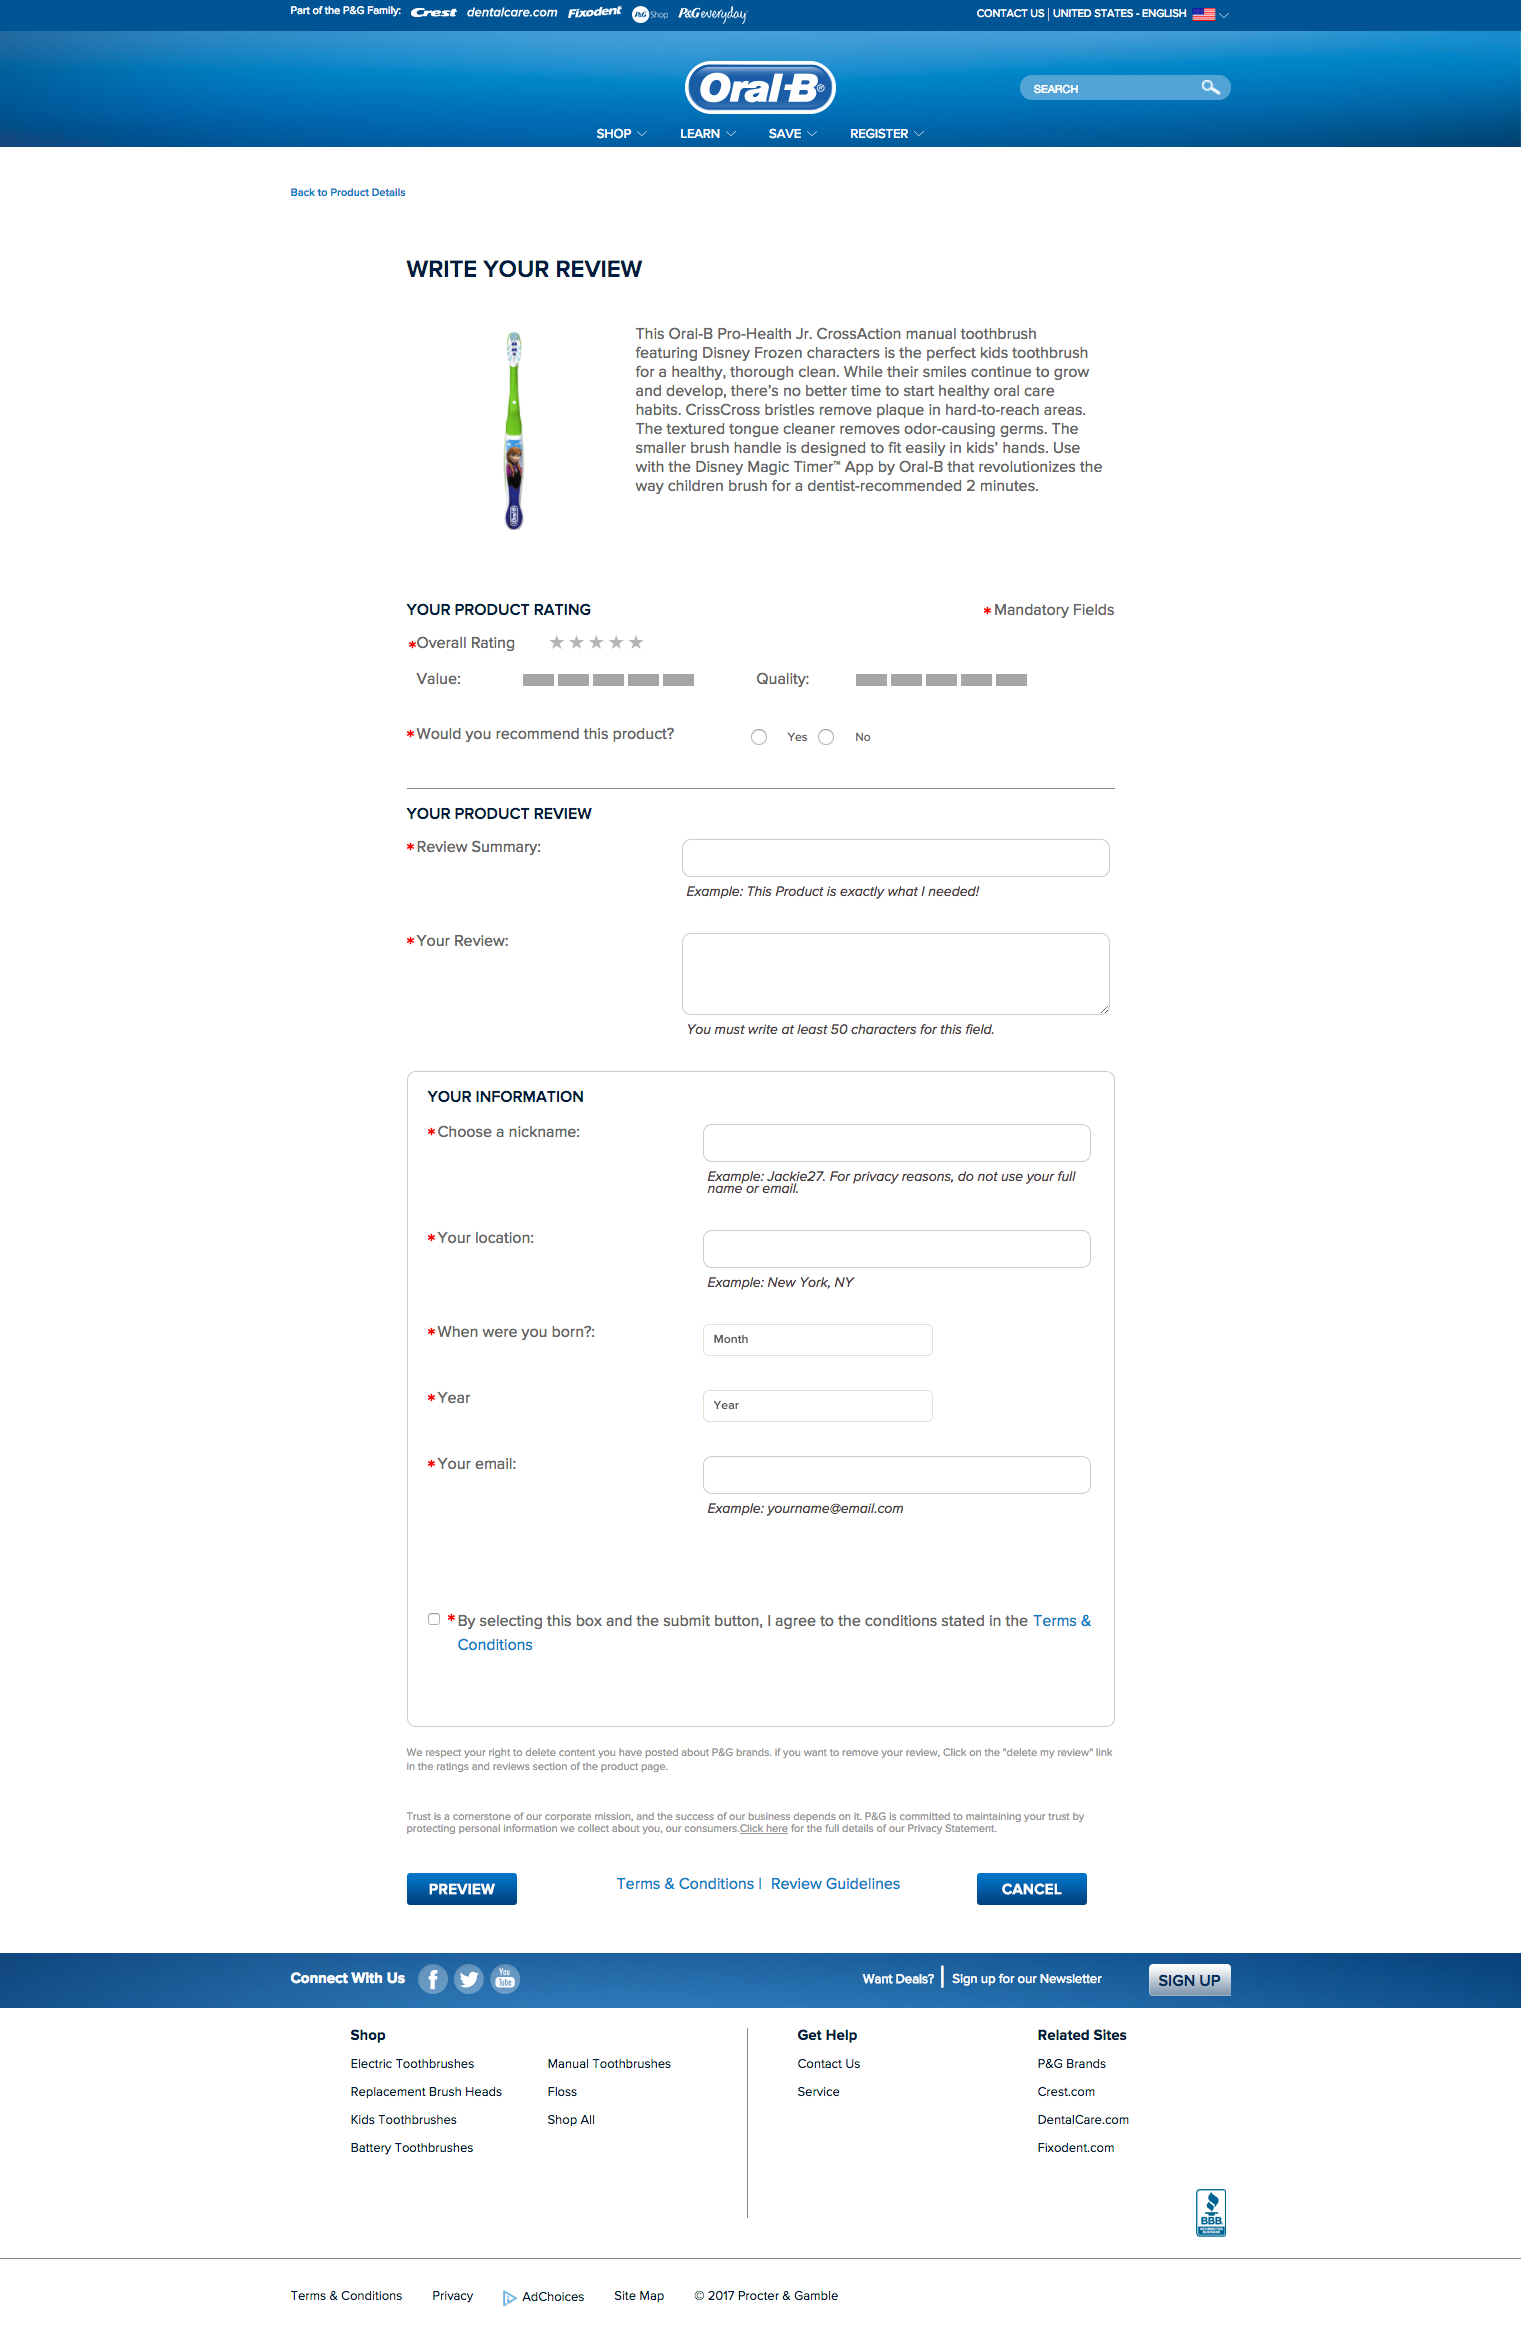 Part of the P&G Family: Crest dentalcare.com Fixodent P&G Shop P&G everyday
CONTACT US | UNITED STATES - ENGLISH
Oral-B®
SEARCH
SHOP LEARN SAVE REGISTER
Back to Product Details
WRITE YOUR REVIEW
This Oral-B Pro-Health Jr. CrossAction manual toothbrush
featuring Disney Frozen characters is the perfect kids toothbrush
for a healthy, thorough clean. While their smiles continue to grow
and develop, there's no better time to start healthy oral care
habits. CrissCross bristles remove plaque in hard-to-reach areas.
The textured tongue cleaner removes odor-causing germs. The
smaller brush handle is designed to fit easily in kids' hands. Use
with the Disney Magic Timer™ App by Oral-B that revolutionizes the
way children brush for a dentist-recommended 2 minutes.
Oral-B
YOUR PRODUCT RATING
* Mandatory Fields
*Overall Rating
Value:
Quality:
*Would you recommend this product?
Yes
No
YOUR PRODUCT REVIEW
*Review Summary:
Example: This Product is exactly what I needed!
*Your Review:
You must write at least 50 characters for this field.
YOUR INFORMATION
*Choose a nickname:
Example: Jackie27. For privacy reasons, do not use your full
name or email.
*Your location:
Example: New York, NY
*When were you born?:
Month
*Year
Year
*Your email:
Example: yourname@email.com
*By selecting this box and the submit button, I agree to the conditions stated in the Terms &
Conditions
We respect your right to delete content you have posted about P&G brands. if you want to remove your review, Click on the "delete my review" link
in the ratings and reviews section of the product page.
Trust is a cornerstone of our corporate mission, and the success of our business depends on it. P&G is committed to maintaining your trust by
protecting personal information we collect about you, our consumers.Click here for the full details of our Privacy Statement.
PREVIEW
Terms & Conditions | Review Guidelines
CANCEL
Connect With Us
You Tube
Want Deals? | Sign up for our Newsletter
SIGN UP
Shop
Electric Toothbrushes
Replacement Brush Heads
Kids Toothbrushes
Battery Toothbrushes
Manual Toothbrushes
Floss
Shop All
Get Help
Contact Us
Service
Related Sites
P&G Brands
Crest.com
DentalCare.com
Fixodent.com
BBB
ACCREDITED
BUSINESS
Terms & Conditions
Privacy
AdChoices
Site Map
© 2017 Procter & Gamble